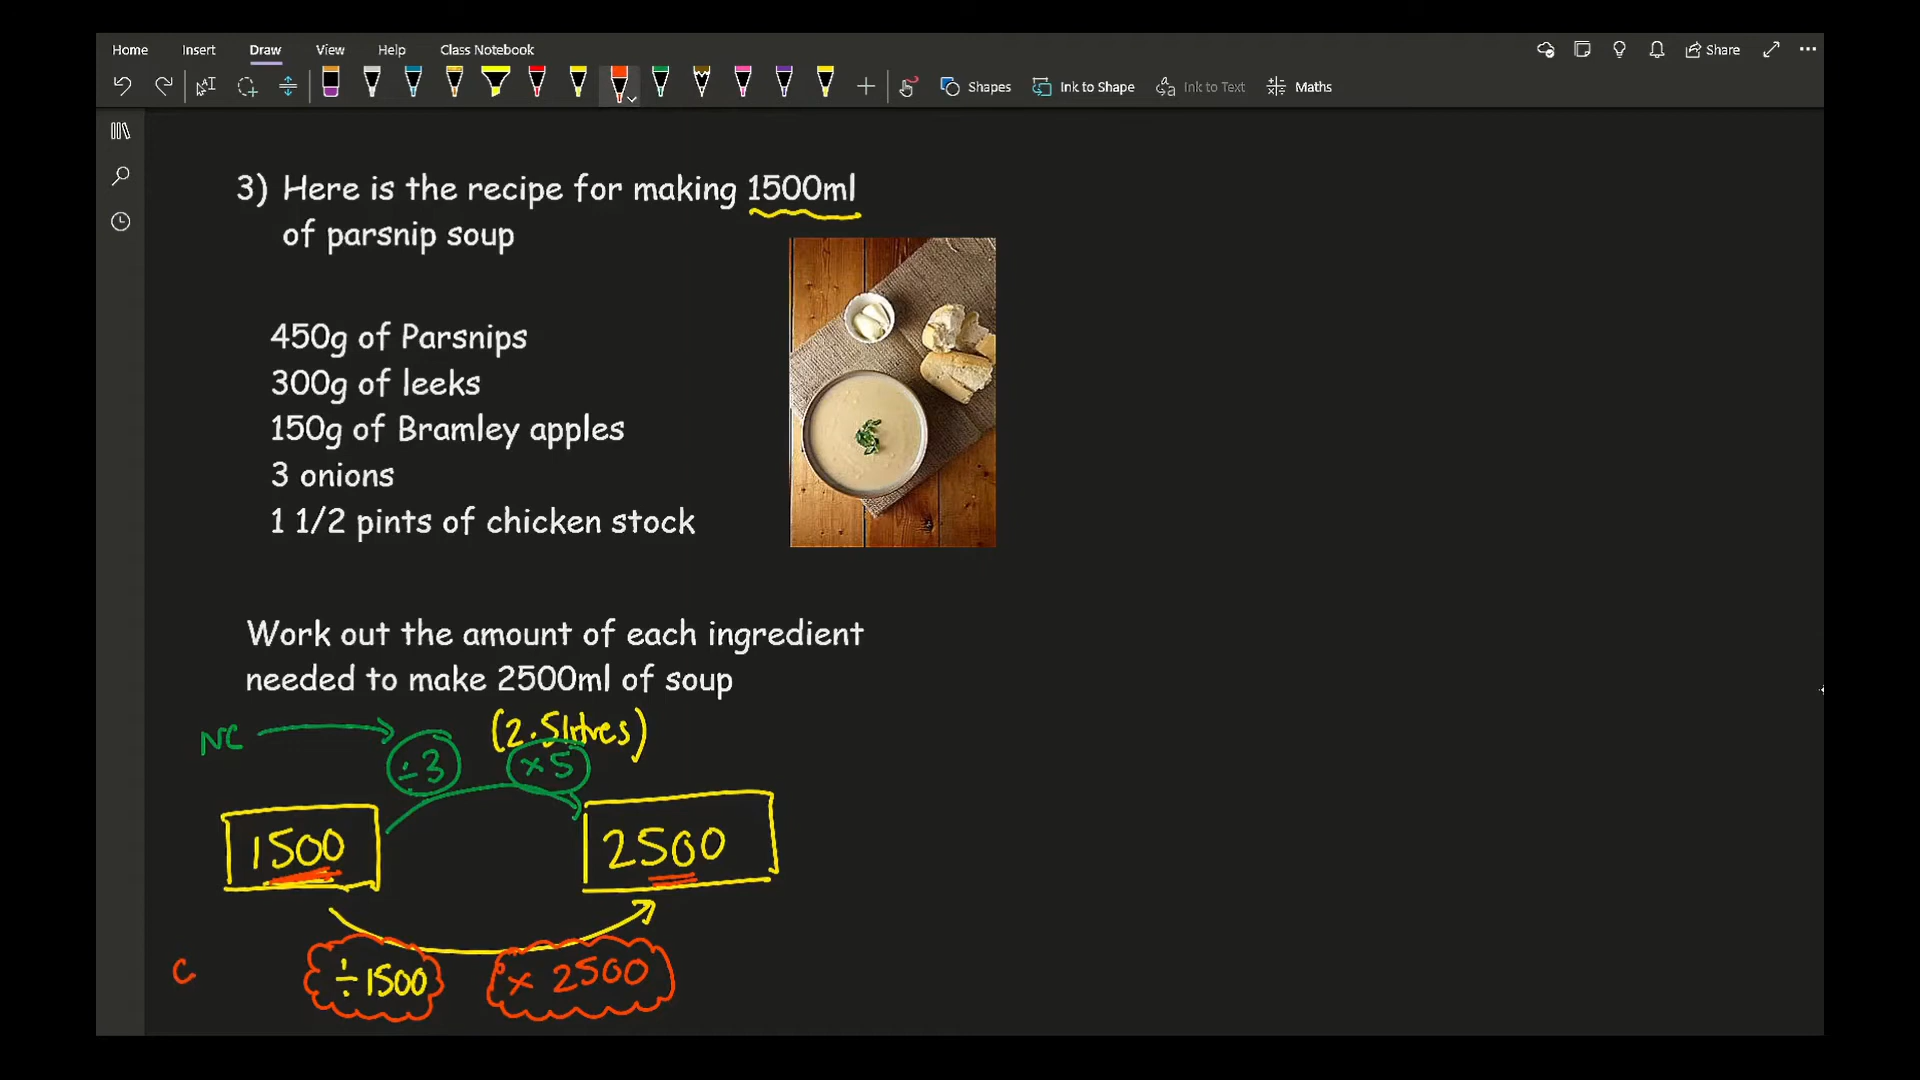 Home Insert Draw View Help Class Notebook Share
Shapes Ink to Shape Ink to Text Maths
3) Here is the recipe for making 1500ml
of parsnip soup
450g of Parsnips
300g of leeks
150g of Bramley apples
3 onions
1 1/2 pints of chicken stock
Work out the amount of each ingredient
needed to make 2500ml of soup
(2.5litres)
NC ÷3 ×5
1500 2500
C ÷1500 × 2500